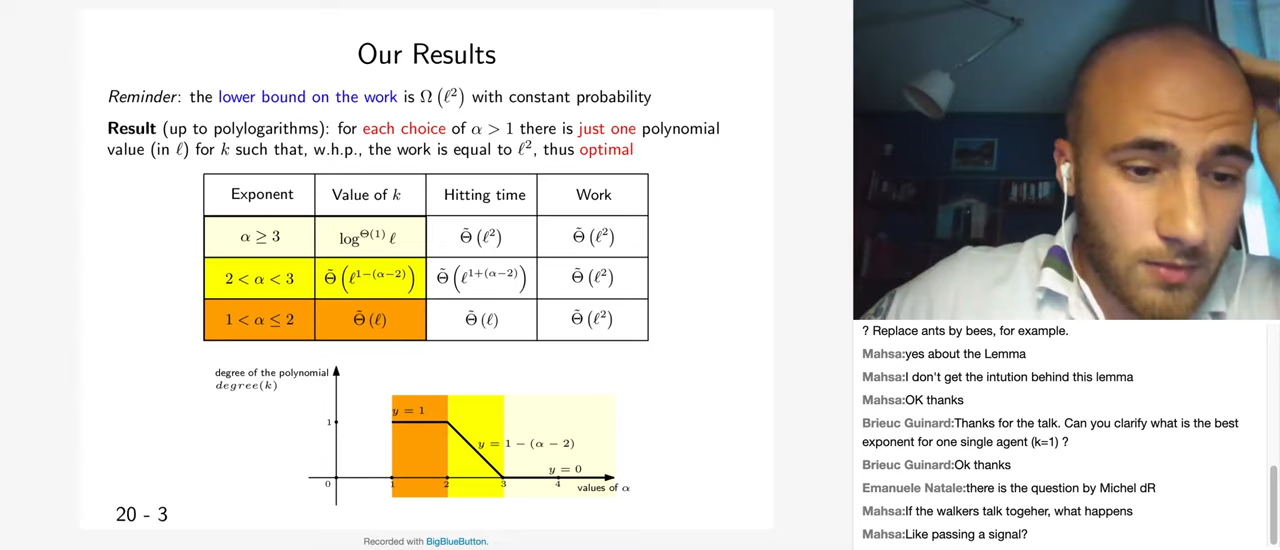 Our Results
Reminder: the lower bound on the work is Ω (ℓ²) with constant probability
Result (up to polylogarithms): for each choice of α > 1 there is just one polynomial
value (in ℓ) for k such that, w.h.p., the work is equal to ℓ², thus optimal
Exponent Value of k Hitting time Work
α ≥ 3 log^Θ(1) ℓ Θ̃ (ℓ²) Θ̃ (ℓ²)
2 < α < 3 Θ̃ (ℓ^1−(α−2)) Θ̃ (ℓ^1+(α−2)) Θ̃ (ℓ²)
1 < α ≤ 2 Θ̃ (ℓ) Θ̃ (ℓ) Θ̃ (ℓ²)
degree of the polynomial
degree(k)
y = 1
1
y = 1 − (α − 2)
y = 0
0 1 2 3 4 values of α
20 - 3
Recorded with BigBlueButton.
? Replace ants by bees, for example.
Mahsa:yes about the Lemma
Mahsa:I don't get the intution behind this lemma
Mahsa:OK thanks
Brieuc Guinard:Thanks for the talk. Can you clarify what is the best
exponent for one single agent (k=1) ?
Brieuc Guinard:Ok thanks
Emanuele Natale:there is the question by Michel dR
Mahsa:If the walkers talk togeher, what happens
Mahsa:Like passing a signal?